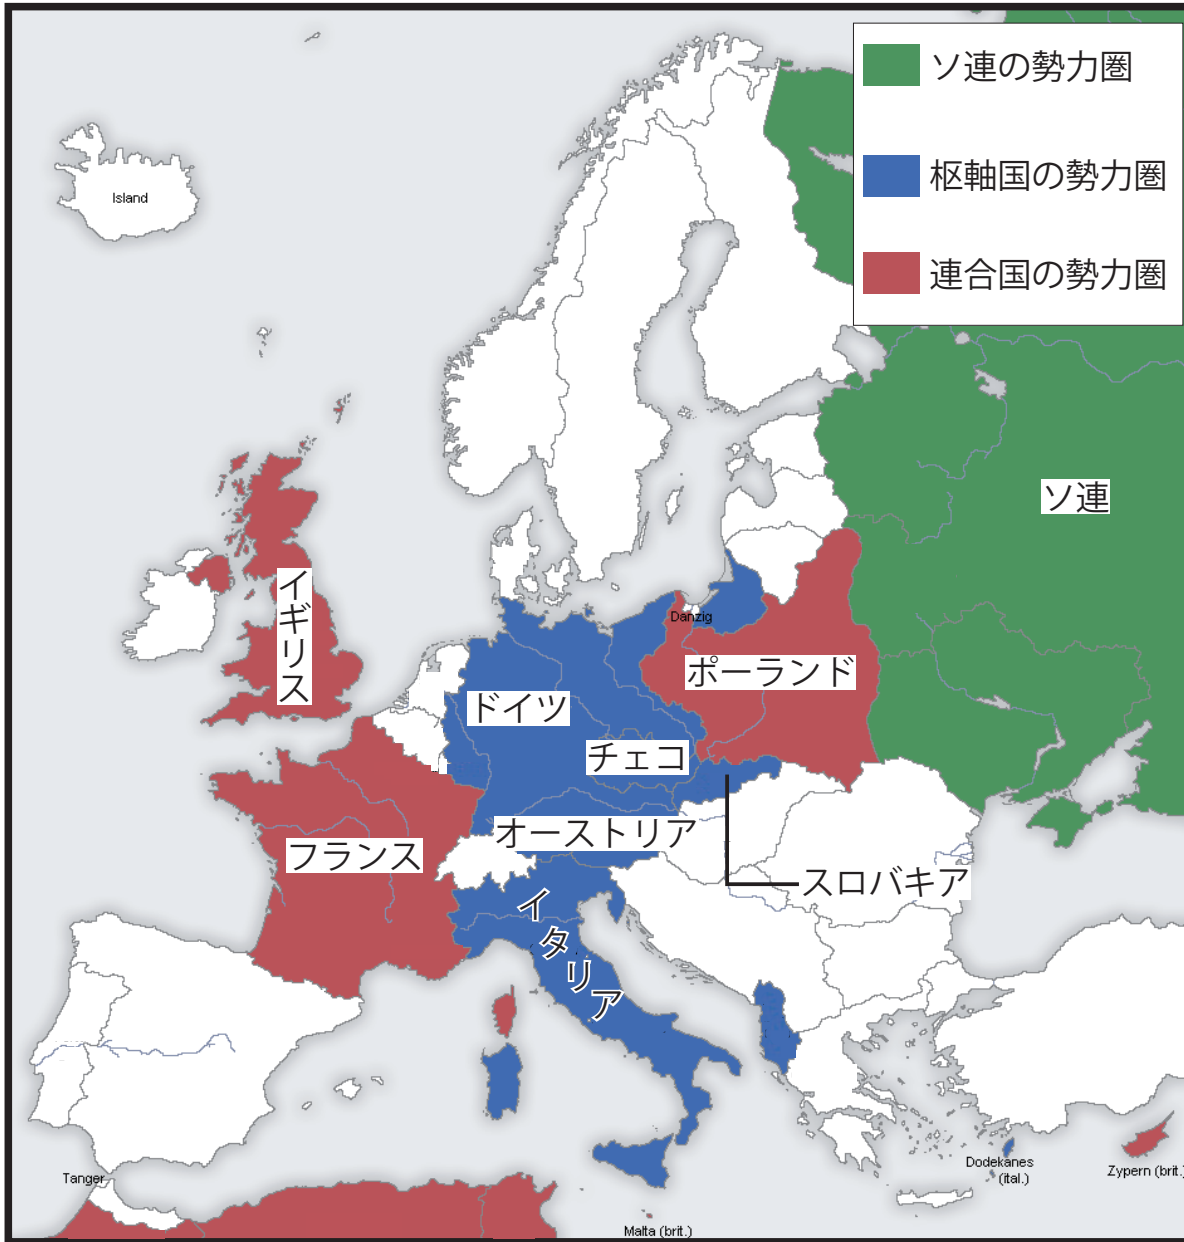 ソ連の勢力圏
枢軸国の勢力圏
連合国の勢力圏
Island
ソ連
イギリス
Danzig
ポーランド
ドイツ
チェコ
オーストリア
フランス
スロバキア
イタリア
Tanger
Dodekanes
(ital.)
Zypern (brit.)
Malta (brit.)